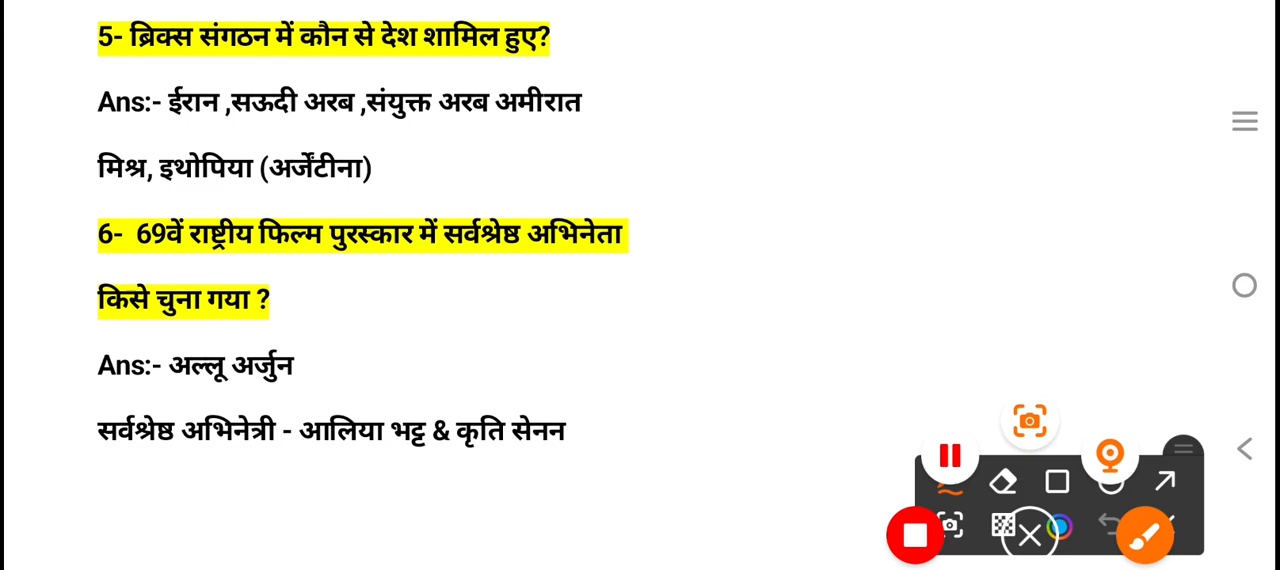 5- ब्रिक्स संगठन में कौन से देश शामिल हुए?
Ans:- ईरान ,सऊदी अरब ,संयुक्त अरब अमीरात
मिश्र, इथोपिया (अर्जेंटीना)
6- 69वें राष्ट्रीय फिल्म पुरस्कार में सर्वश्रेष्ठ अभिनेता
किसे चुना गया ?
Ans:- अल्लू अर्जुन
सर्वश्रेष्ठ अभिनेत्री - आलिया भट्ट & कृति सेनन